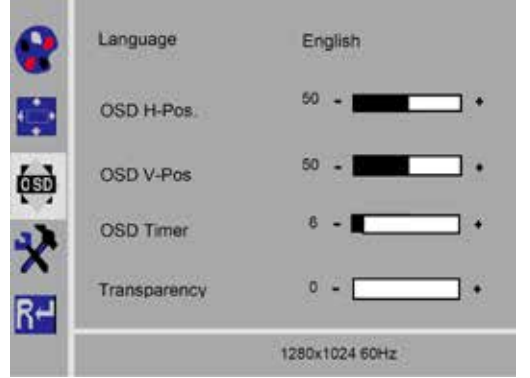 Language English
OSD H-Pos. 50 - +
OSD V-Pos 50 - +
OSD
OSD Timer 6 - +
Transparency 0 - +
R
1280x1024 60Hz